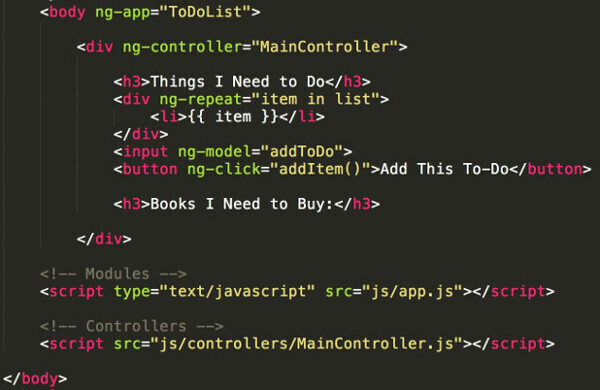 <body ng-app="ToDoList">
<div ng-controller="MainController">
<h3>Things I Need to Do</h3>
<div ng-repeat="item in list">
<li>{{ item }}</li>
</div>
<input ng-model="addToDo">
<button ng-click="addItem()">Add This To-Do</button>
<h3>Books I Need to Buy:</h3>
</div>
<!-- Modules -->
<script type="text/javascript" src="js/app.js"></script>
<!-- Controllers -->
<script src="js/controllers/MainController.js"></script>
</body>